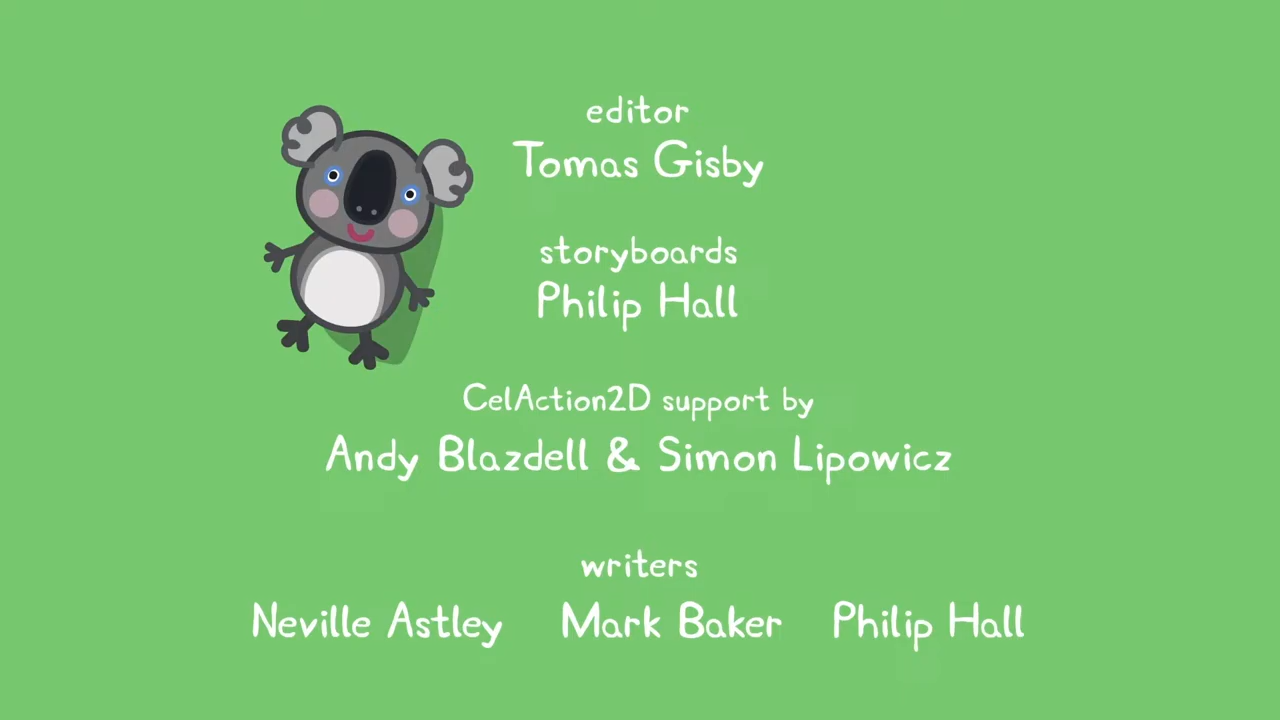 editor
Tomas Gisby
storyboards
Philip Hall
CelAction2D support by
Andy Blazdell & Simon Lipowicz
writers
Neville Astley Mark Baker Philip Hall